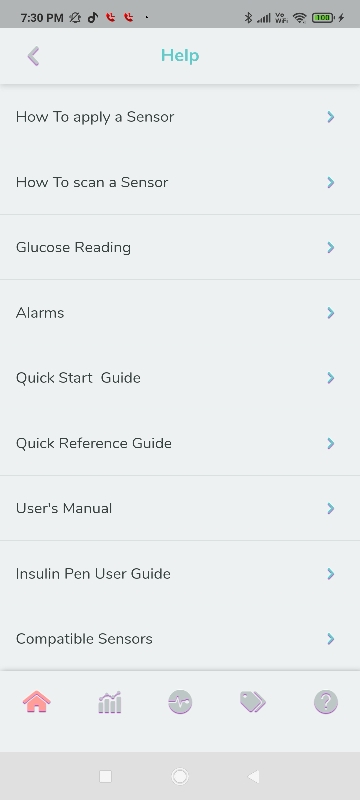 7:30 PM
Vo
WiFi
100
Help
How To apply a Sensor
How To scan a Sensor
Glucose Reading
Alarms
Quick Start  Guide
Quick Reference Guide
User's Manual
Insulin Pen User Guide
Compatible Sensors
?